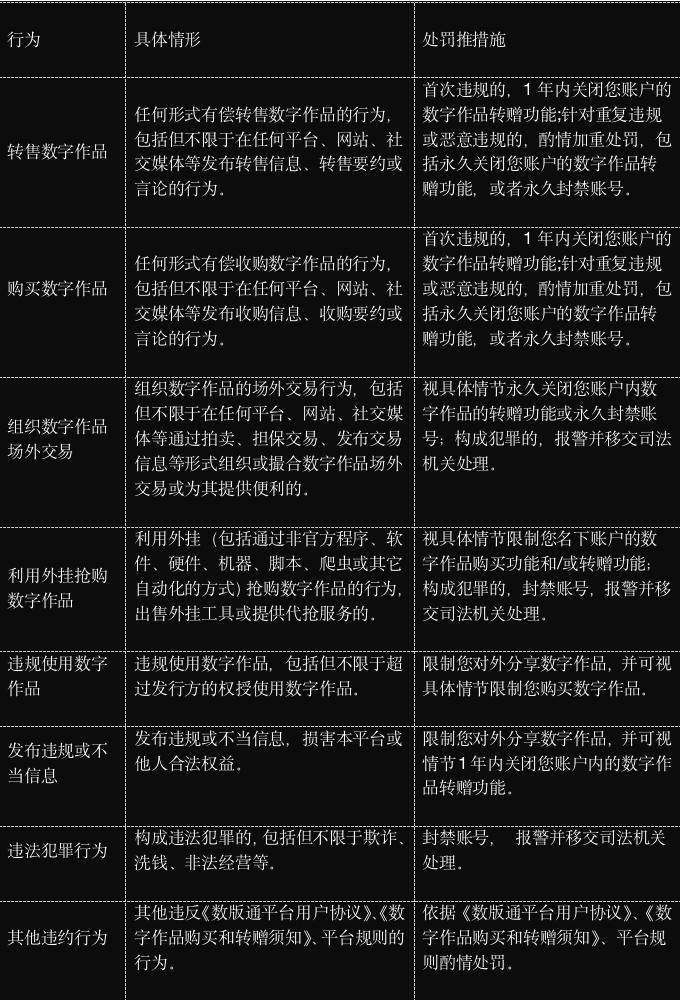 行为
具体情形
处罚推措施
转售数字作品
任何形式有偿转售数字作品的行为，
包括但不限于在任何平台、网站、社
交媒体等发布转售信息、转售要约或
言论的行为。
首次违规的，1 年内关闭您账户的
数字作品转赠功能;针对重复违规
或恶意违规的，酌情加重处罚，包
括永久关闭您账户的数字作品转
赠功能，或者永久封禁账号。
购买数字作品
任何形式有偿收购数字作品的行为，
包括但不限于在任何平台、网站、社
交媒体等发布收购信息、收购要约或
言论的行为。
首次违规的，1 年内关闭您账户的
数字作品转赠功能;针对重复违规
或恶意违规的，酌情加重处罚，包
括永久关闭您账户的数字作品转
赠功能，或者永久封禁账号。
组织数字作品
场外交易
组织数字作品的场外交易行为，包括
但不限于在任何平台、网站、社交媒
体等通过拍卖、担保交易、发布交易
信息等形式组织或撮合数字作品场外
交易或为其提供便利的。
视具体情节永久关闭您账户内数
字作品的转赠功能或永久封禁账
号；构成犯罪的，报警并移交司法
机关处理。
利用外挂抢购
数字作品
利用外挂（包括通过非官方程序、软
件、硬件、机器、脚本、爬虫或其它
自动化的方式）抢购数字作品的行为，
出售外挂工具或提供代抢服务的。
视具体情节限制您名下账户的数
字作品购买功能和/或转赠功能；
构成犯罪的，封禁账号，报警并移
交司法机关处理。
违规使用数字
作品
违规使用数字作品，包括但不限于超
过发行方的权授使用数字作品。
限制您对外分享数字作品，并可视
具体情节限制您购买数字作品。
发布违规或不
当信息
发布违规或不当信息，损害本平台或
他人合法权益。
限制您对外分享数字作品，并可视
情节1 年内关闭您账户内的数字作
品转赠功能。
违法犯罪行为
构成违法犯罪的，包括但不限于欺诈、
洗钱、非法经营等。
封禁账号， 报警并移交司法机关
处理。
其他违约行为
其他违反《数版通平台用户协议》、《数
字作品购买和转赠须知》、平台规则的
行为。
依据《数版通平台用户协议》、《数
字作品购买和转赠须知》、平台规
则酌情处罚。